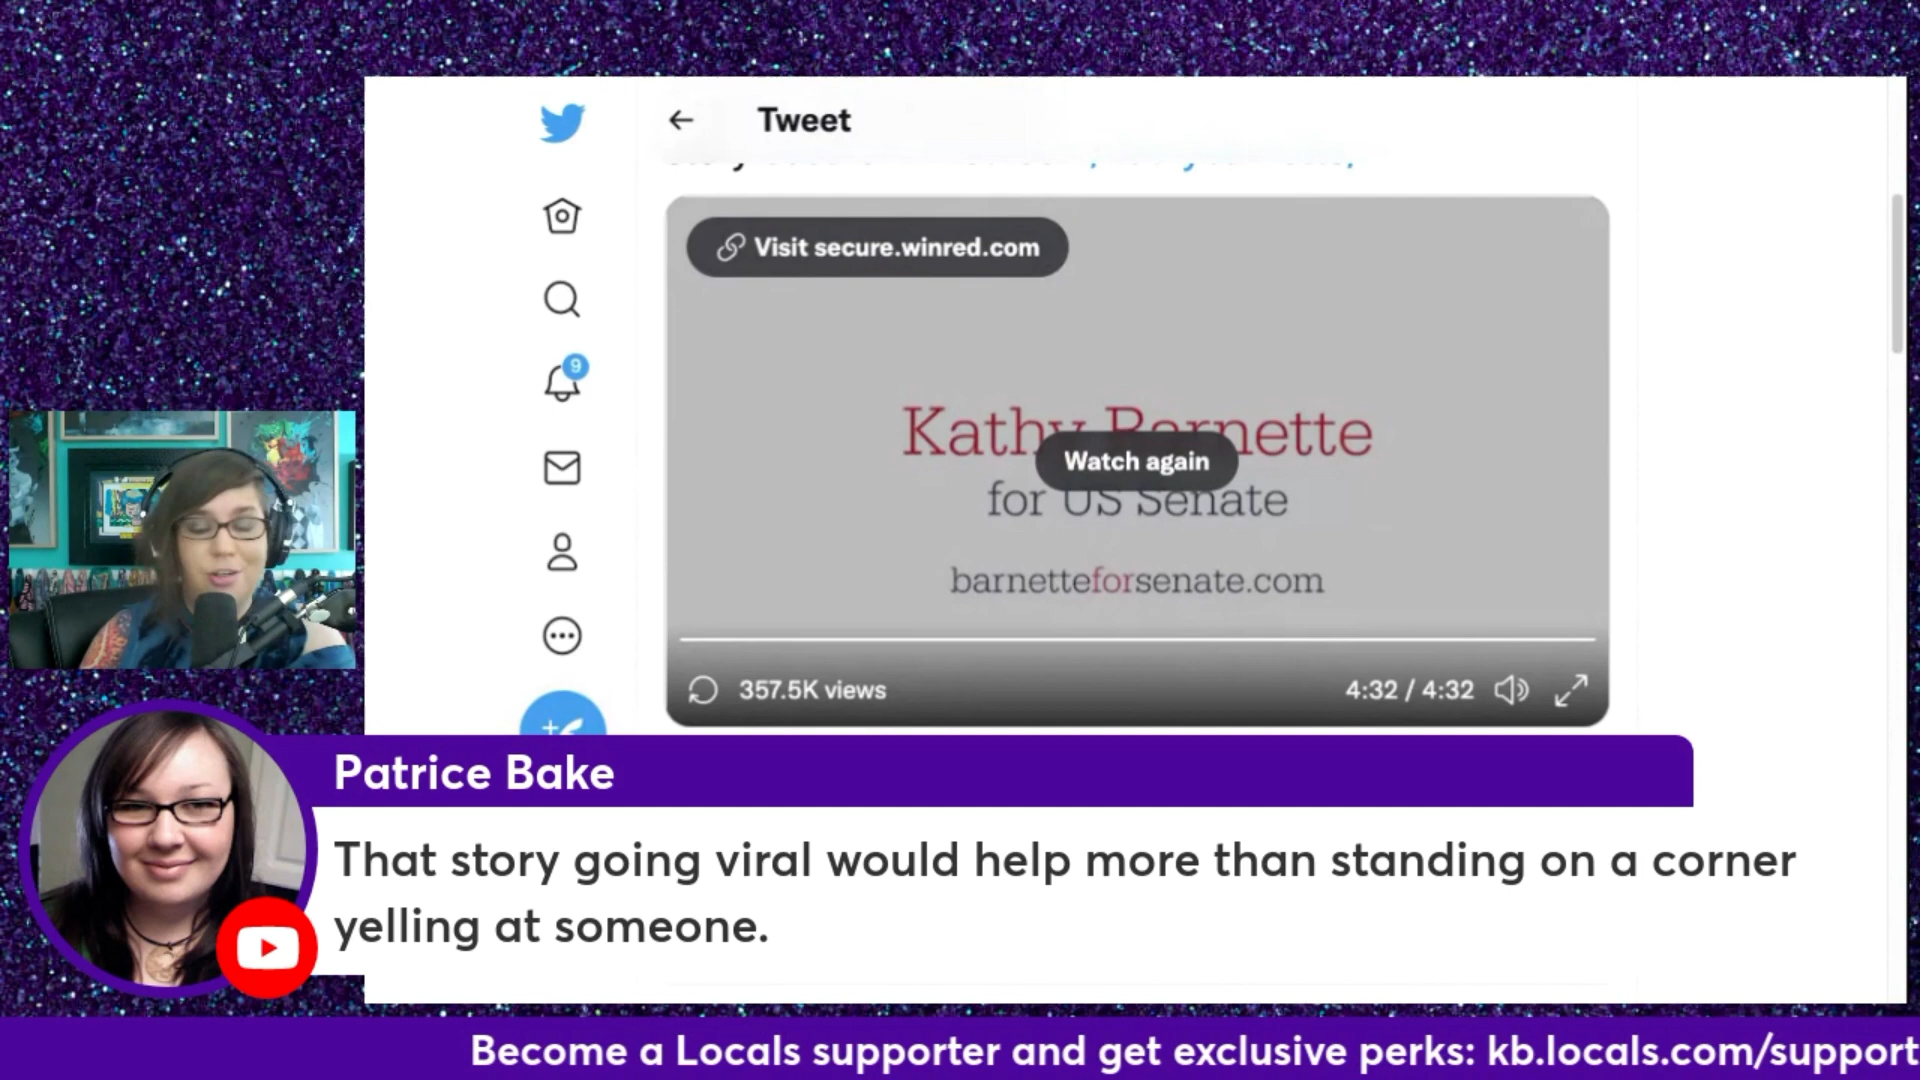 Tweet
Visit secure.winred.com
9
Kathy Barnette
Watch again
for US Senate
barnetteforsenate.com
357.5K views
4:32 / 4:32
Patrice Bake
That story going viral would help more than standing on a corner
yelling at someone.
Become a Locals supporter and get exclusive perks: kb.locals.com/support